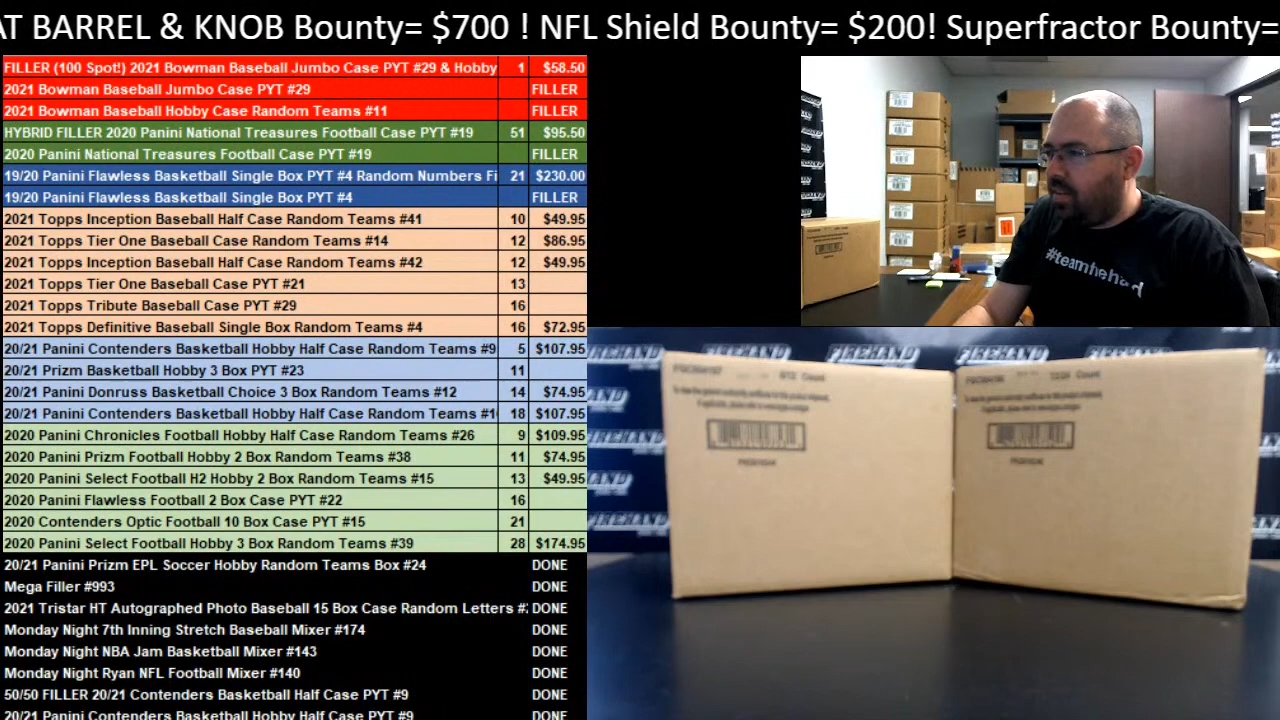 AT BARREL & KNOB Bounty= $700 ! NFL Shield Bounty= $200! Superfractor Bounty=
FILLER (100 Spot!) 2021 Bowman Baseball Jumbo Case PYT #29 & Hobby 1 $58.50
2021 Bowman Baseball Jumbo Case PYT #29 FILLER
2021 Bowman Baseball Hobby Case Random Teams #11 FILLER
HYBRID FILLER 2020 Panini National Treasures Football Case PYT #19 51 $95.50
2020 Panini National Treasures Football Case PYT #19 FILLER
19/20 Panini Flawless Basketball Single Box PYT #4 Random Numbers Fi 21 $230.00
19/20 Panini Flawless Basketball Single Box PYT #4 FILLER
2021 Topps Inception Baseball Half Case Random Teams #41 10 $49.95
2021 Topps Tier One Baseball Case Random Teams #14 12 $86.95
2021 Topps Inception Baseball Half Case Random Teams #42 12 $49.95
2021 Topps Tier One Baseball Case PYT #21 13
2021 Topps Tribute Baseball Case PYT #29 16
2021 Topps Definitive Baseball Single Box Random Teams #4 16 $72.95
20/21 Panini Contenders Basketball Hobby Half Case Random Teams #9 5 $107.95
20/21 Prizm Basketball Hobby 3 Box PYT #23 11
20/21 Panini Donruss Basketball Choice 3 Box Random Teams #12 14 $74.95
20/21 Panini Contenders Basketball Hobby Half Case Random Teams #1 18 $107.95
2020 Panini Chronicles Football Hobby Half Case Random Teams #26 9 $109.95
2020 Panini Prizm Football Hobby 2 Box Random Teams #38 11 $74.95
2020 Panini Select Football H2 Hobby 2 Box Random Teams #15 13 $49.95
2020 Panini Flawless Football 2 Box Case PYT #22 16
2020 Contenders Optic Football 10 Box Case PYT #15 21
2020 Panini Select Football Hobby 3 Box Random Teams #39 28 $174.95
20/21 Panini Prizm EPL Soccer Hobby Random Teams Box #24 DONE
Mega Filler #993 DONE
2021 Tristar HT Autographed Photo Baseball 15 Box Case Random Letters #2 DONE
Monday Night 7th Inning Stretch Baseball Mixer #174 DONE
Monday Night NBA Jam Basketball Mixer #143 DONE
Monday Night Ryan NFL Football Mixer #140 DONE
50/50 FILLER 20/21 Contenders Basketball Half Case PYT #9 DONE
20/21 Panini Contenders Basketball Hobby Half Case PYT #9 DONE
#teamfirehand
FIREHAND FIREHAND FIREHAND
Count
Count
FIREHAND